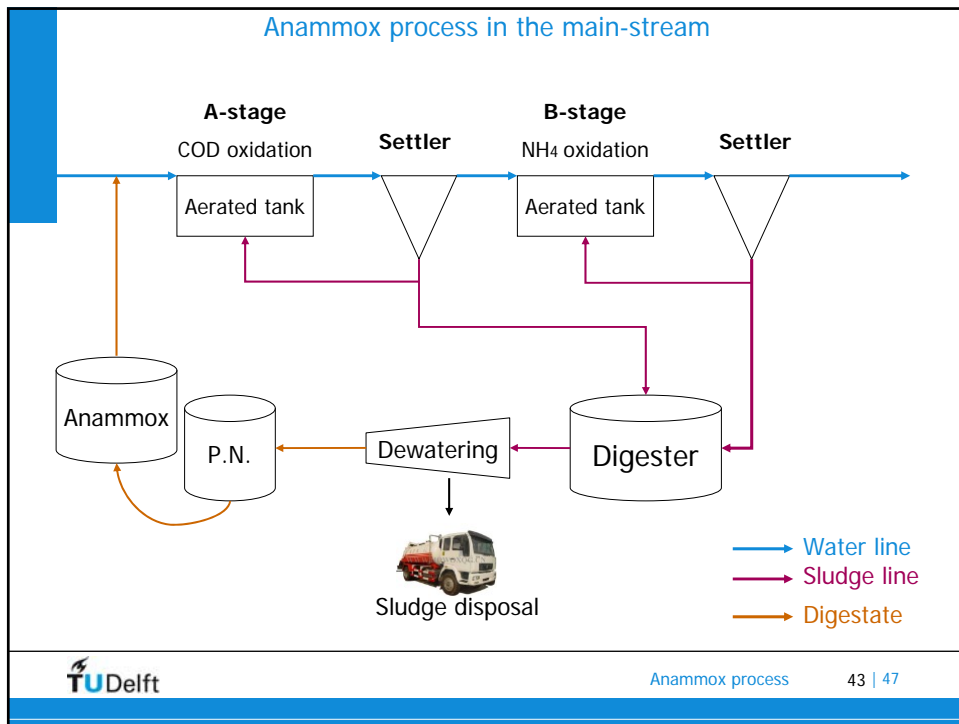 Anammox process in the main-stream
A-stage
COD oxidation
Settler
B-stage
NH4 oxidation
Settler
Aerated tank
Aerated tank
Anammox
P.N.
Dewatering
Digester
Sludge disposal
Water line
Sludge line
Digestate
TUDelft
Anammox process
43 | 47